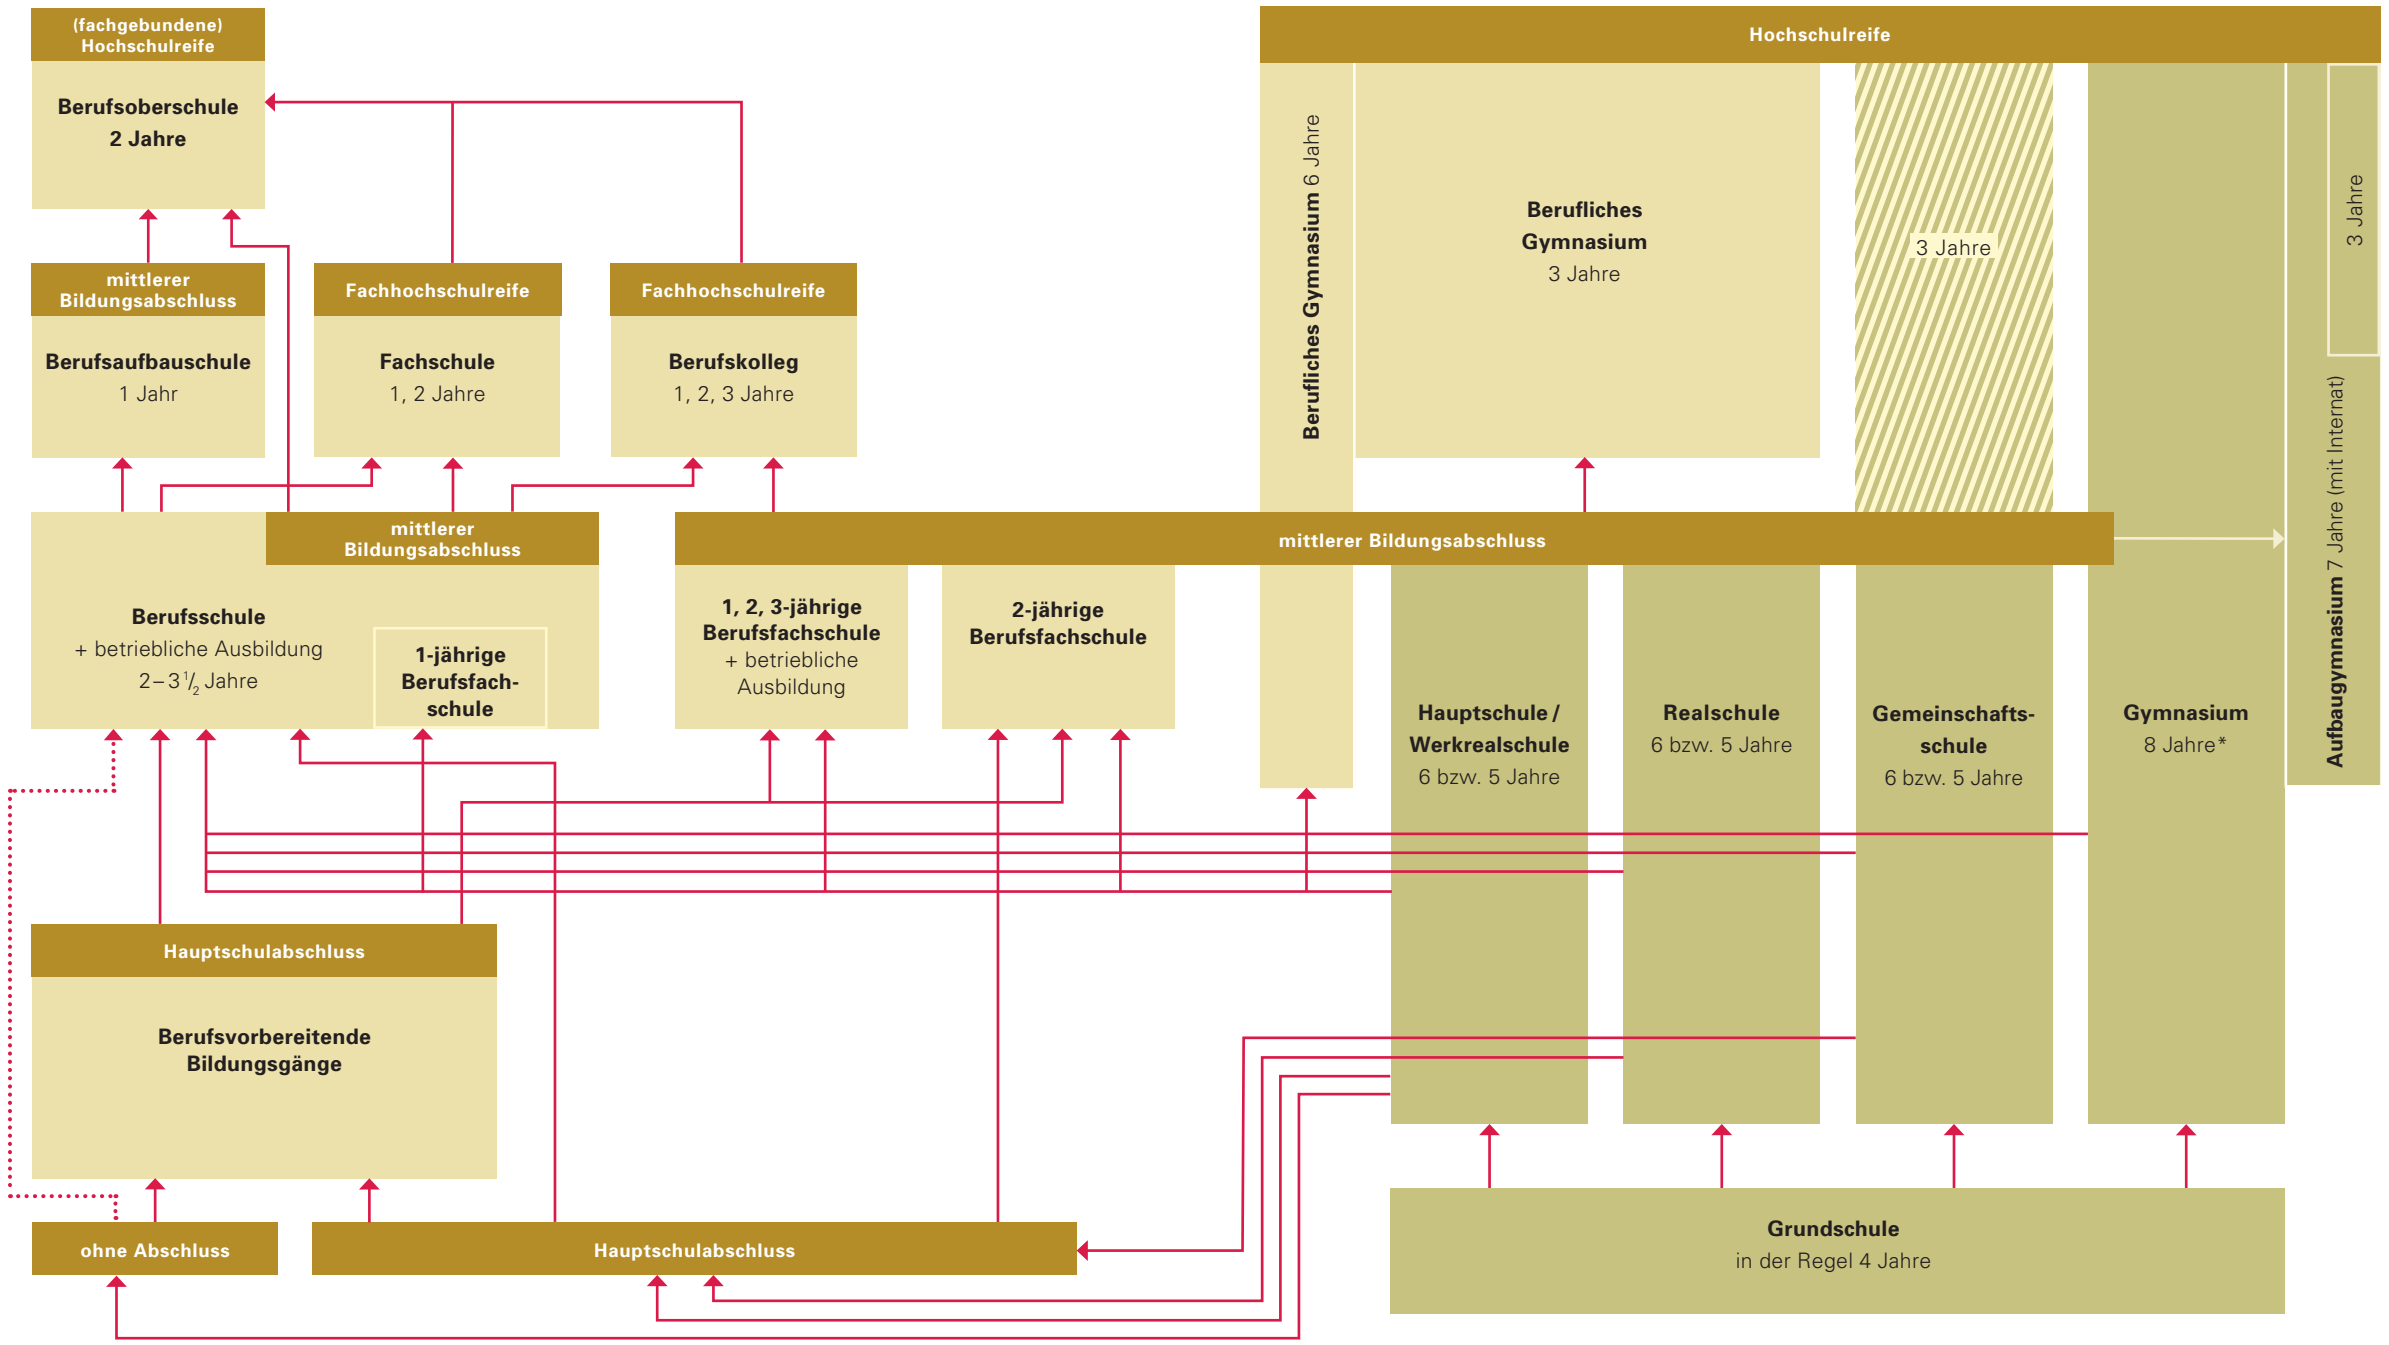 (fachgebundene)
Hochschulreife
Berufsoberschule
2 Jahre
Hochschulreife
Berufliches Gymnasium 6 Jahre
Berufliches
Gymnasium
3 Jahre
3 Jahre
3 Jahre
Aufbaugymnasium 7 Jahre (mit Internat)
mittlerer
Bildungsabschluss
Berufsaufbauschule
1 Jahr
Fachhochschulreife
Fachschule
1, 2 Jahre
Fachhochschulreife
Berufskolleg
1, 2, 3 Jahre
mittlerer
Bildungsabschluss
Berufsschule
+ betriebliche Ausbildung
2–3 1/2 Jahre
1-jährige
Berufsfach-
schule
mittlerer Bildungsabschluss
1, 2, 3-jährige
Berufsfachschule
+ betriebliche
Ausbildung
2-jährige
Berufsfachschule
Hauptschule /
Werkrealschule
6 bzw. 5 Jahre
Realschule
6 bzw. 5 Jahre
Gemeinschafts-
schule
6 bzw. 5 Jahre
Gymnasium
8 Jahre*
Hauptschulabschluss
Berufsvorbereitende
Bildungsgänge
ohne Abschluss
Hauptschulabschluss
Grundschule
in der Regel 4 Jahre